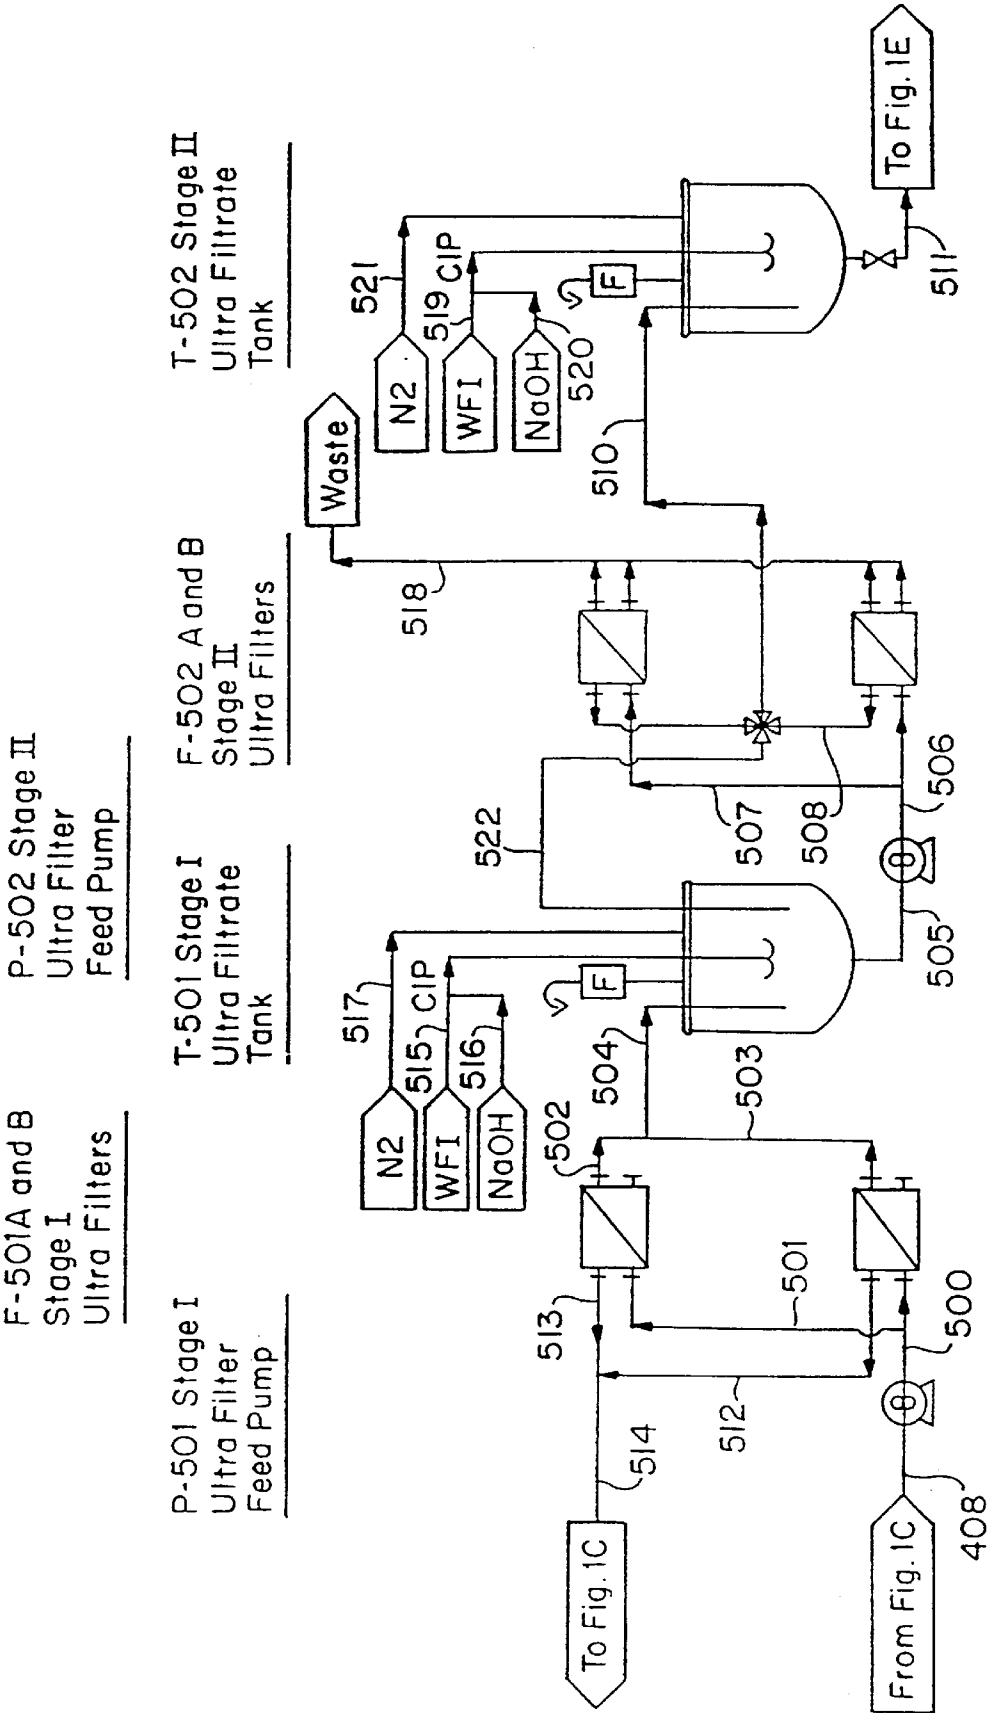 F-501A and B
Stage I
Ultra Filters
P-502 Stage II
Ultra Filter
Feed Pump
P-501 Stage I
Ultra Filter
Feed Pump
T-501 Stage I
Ultra Filtrate
Tank
F-502 A and B
Stage II
Ultra Filters
T-502 Stage II
Ultra Filtrate
Tank
Waste
N2
517
WFI
515
CIP
NaOH
516
N2
521
WFI
519
CIP
NaOH
520
518
522
F
F
To Fig. 1C
514
513
502
504
510
512
501
503
507
508
From Fig. 1C
408
500
505
506
511
To Fig. 1E